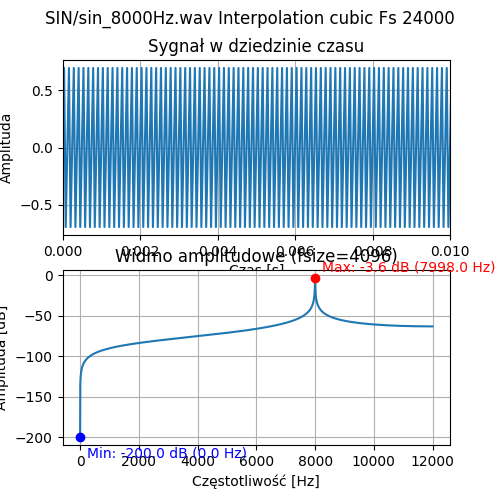 SIN/sin_8000Hz.wav Interpolation cubic Fs 24000
Sygnał w dziedzinie czasu
Amplituda
0.5
0.0
−0.5
0.000 0.002 0.004 0.006 0.008 0.010
Czas [s]
Widmo amplitudowe (fsize=4096)
Max: -3.6 dB (7998.0 Hz)
Amplituda [dB]
0
−50
−100
−150
−200
Min: -200.0 dB (0.0 Hz)
0 2000 4000 6000 8000 10000 12000
Częstotliwość [Hz]